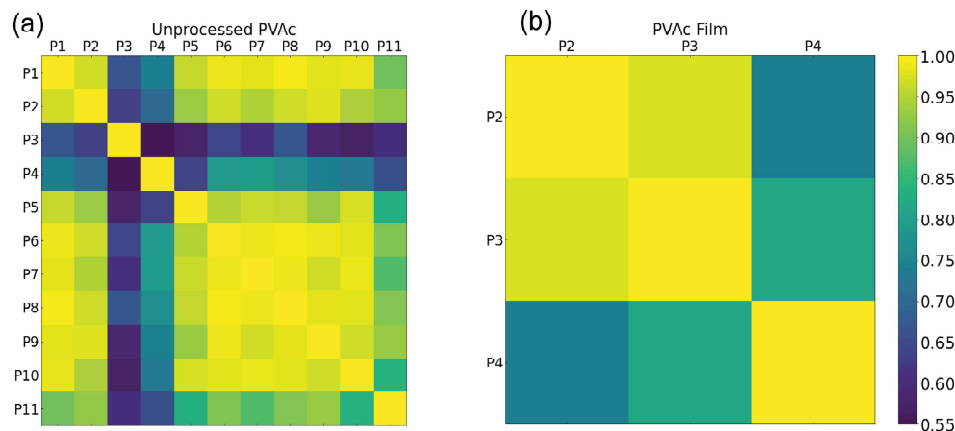 (a)
Unprocessed PVΛc
P1 P2 P3 P4 P5 P6 P7 P8 P9 P10 P11
P1
P2
P3
P4
P5
P6
P7
P8
P9
P10
P11
(b)
PVΛc Film
P2 P3 P4
P2
P3
P4
1.00
0.95
0.90
0.85
0.80
0.75
0.70
0.65
0.60
0.55